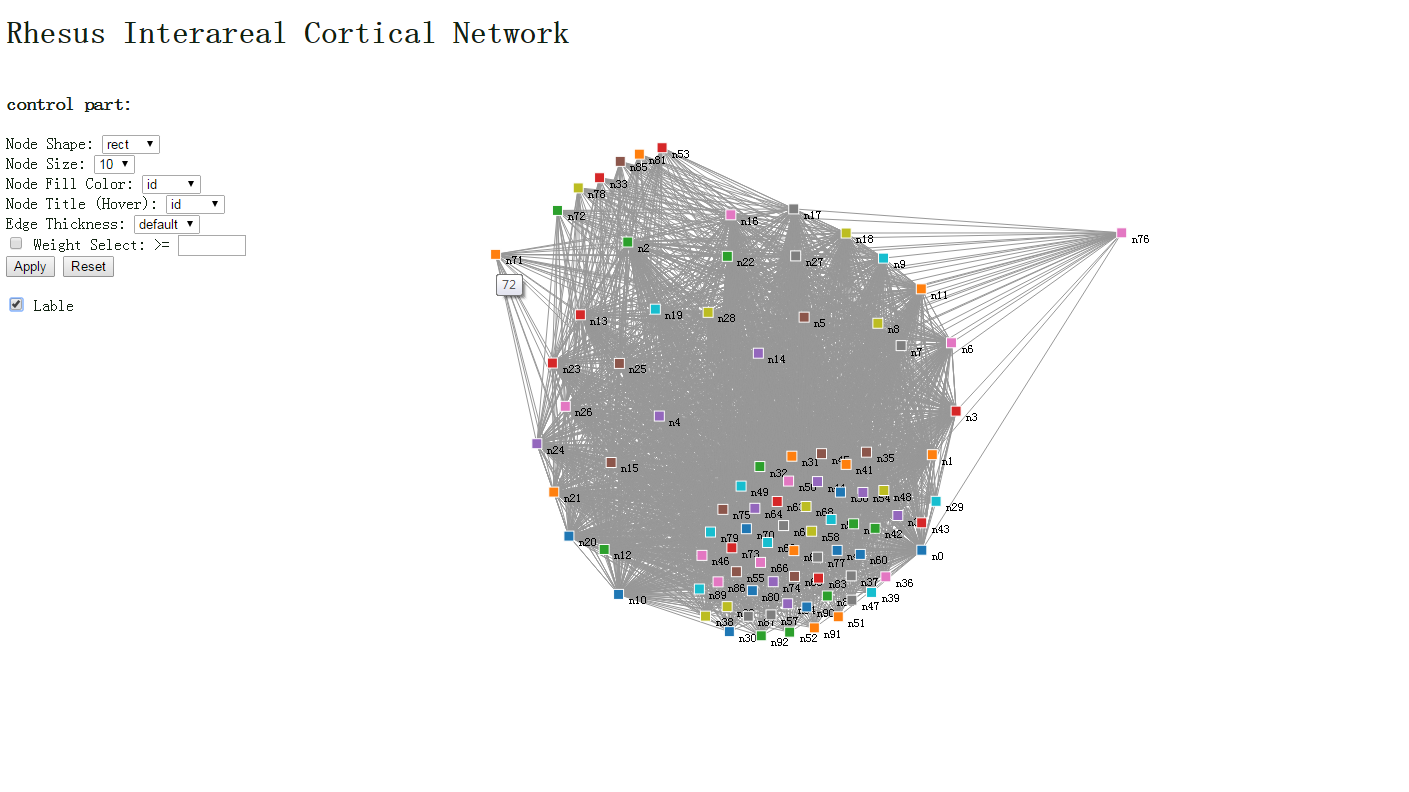 Rhesus Interareal Cortical Network
control part:
Node Shape: rect
Node Size: 10
Node Fill Color: id
Node Title (Hover): id
Edge Thickness: default
Weight Select: >=
Apply Reset
Lable
n53
n81
n85
n33
n78
n72
n16
n17
n76
n18
n2
n71
n22
n27
n9
72
n11
n13
n19
n28
n5
n8
n7
n6
n14
n23
n25
n26
n3
n4
n24
n15
n31
n35
n1
n41
n32
n49
n48
n21
n29
n75
n64
n68
n43
n42
n20
n79
n58
n12
n73
n77
n60
n0
n46
n66
n55
n37
n36
n86
n74
n83
n89
n80
n39
n47
n10
n38
n57
n90
n51
n30
n92
n52
n91